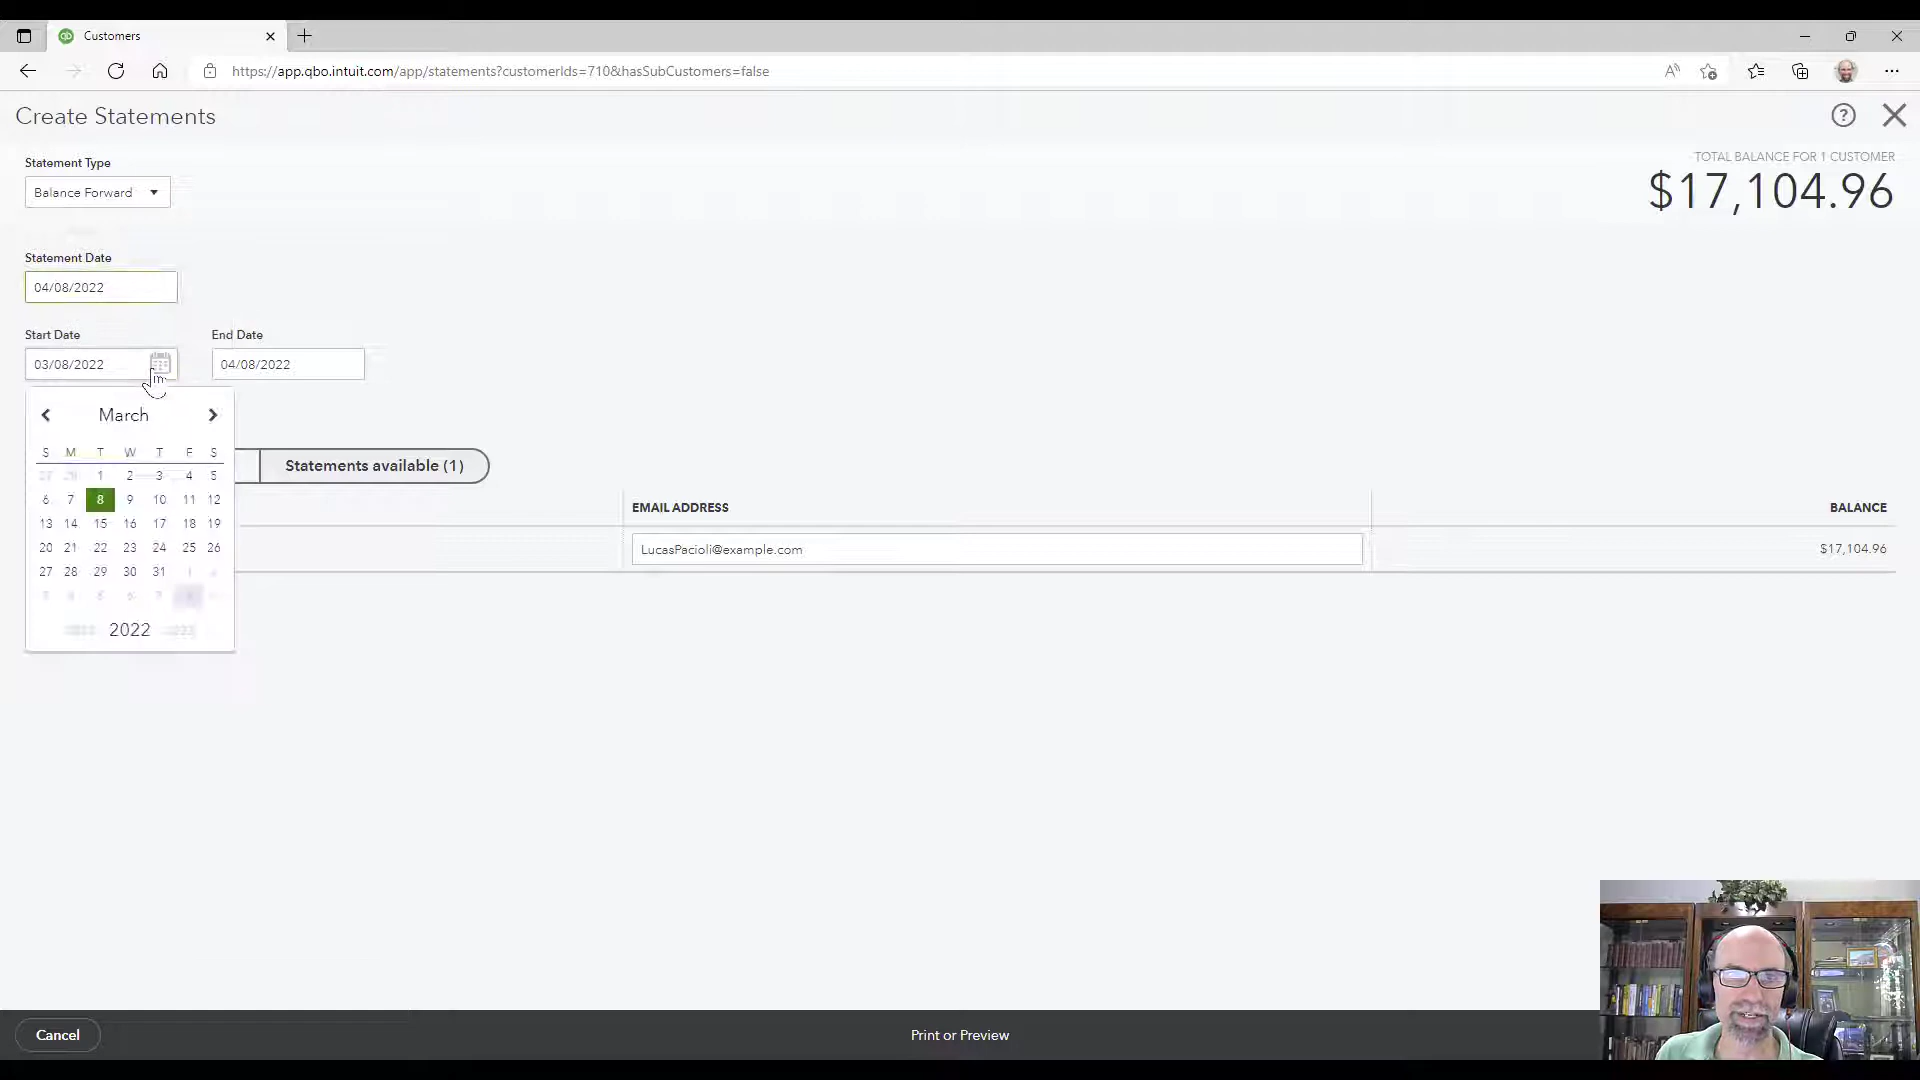 Customers
https://app.qbo.intuit.com/app/statements?customerIds=710&hasSubCustomers=false
Create Statements
Statement Type
Balance Forward
TOTAL BALANCE FOR 1 CUSTOMER
$17,104.96
Statement Date
04/08/2022
Start Date
End Date
03/08/2022
04/08/2022
March
S M T W T F S
1 2 3 4 5
6 7 8 9 10 11 12
13 14 15 16 17 18 19
20 21 22 23 24 25 26
27 28 29 30 31
2022
Statements available (1)
EMAIL ADDRESS
BALANCE
LucasPacioli@example.com
$17,104.96
Cancel
Print or Preview